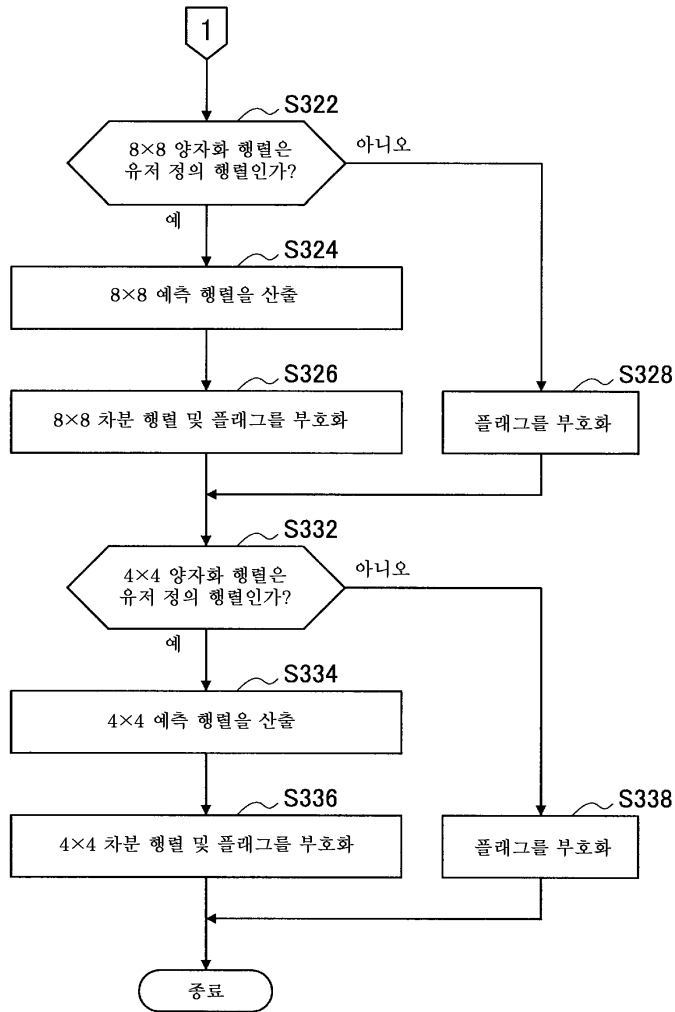 1
S322
8×8 양자화 행렬은
유저 정의 행렬인가?
아니오
예
S324
8×8 예측 행렬을 산출
S326
8×8 차분 행렬 및 플래그를 부호화
S328
플래그를 부호화
S332
4×4 양자화 행렬은
유저 정의 행렬인가?
아니오
예
S334
4×4 예측 행렬을 산출
S336
4×4 차분 행렬 및 플래그를 부호화
S338
플래그를 부호화
종료